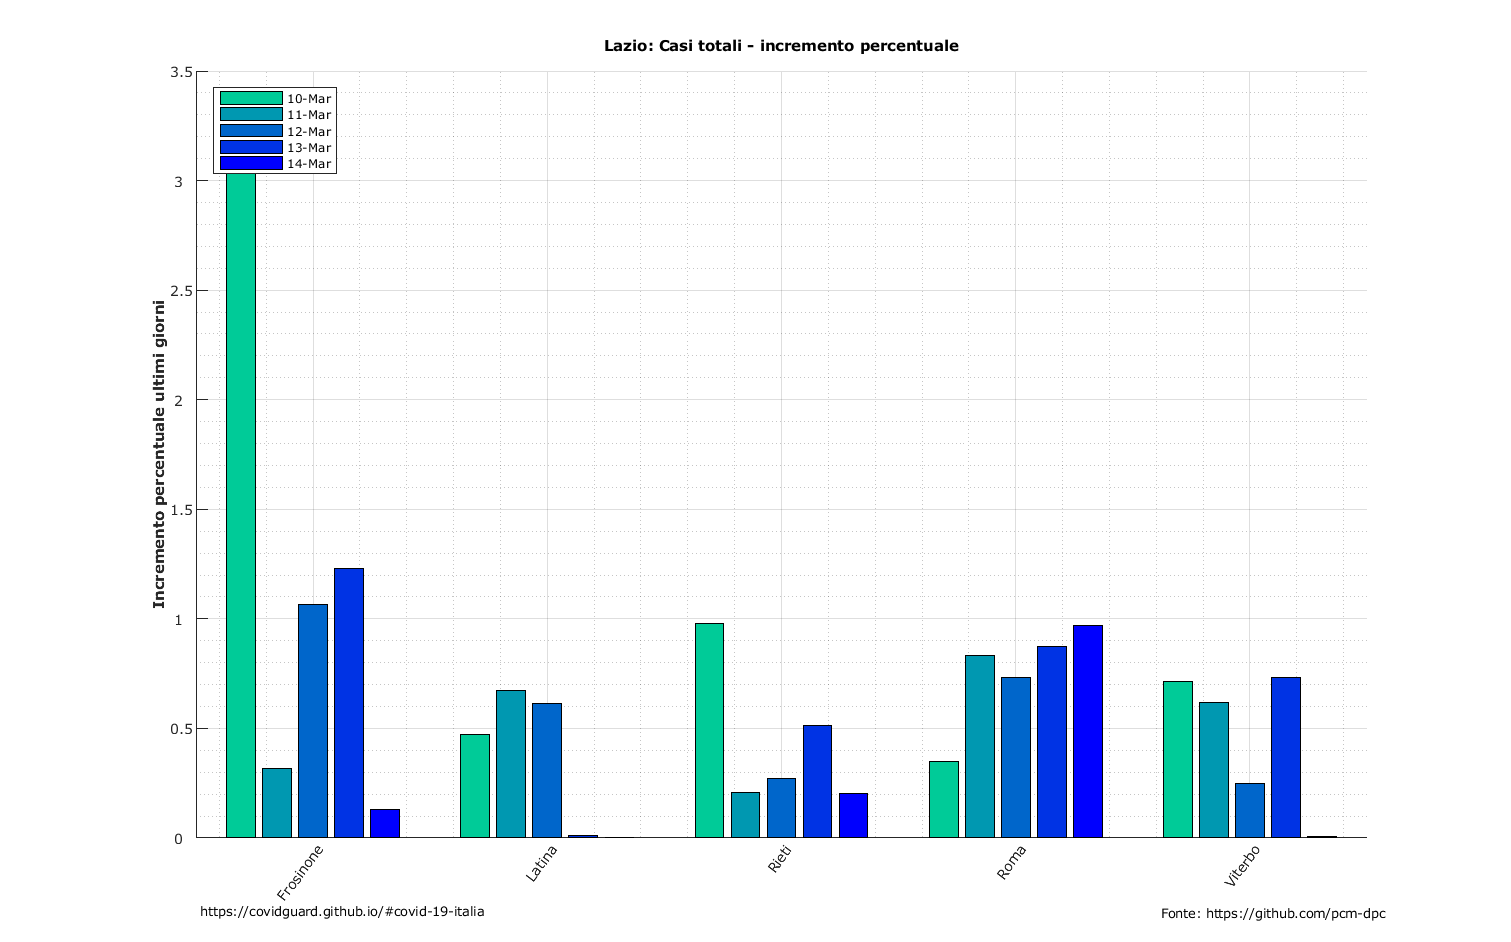 Lazio: Casi totali - incremento percentuale
Incremento percentuale ultimi giorni
3.5
3
2.5
2
1.5
1
0.5
0
10-Mar
11-Mar
12-Mar
13-Mar
14-Mar
Frosinone
Latina
Rieti
Roma
Viterbo
https://covidguard.github.io/#covid-19-italia
Fonte: https://github.com/pcm-dpc